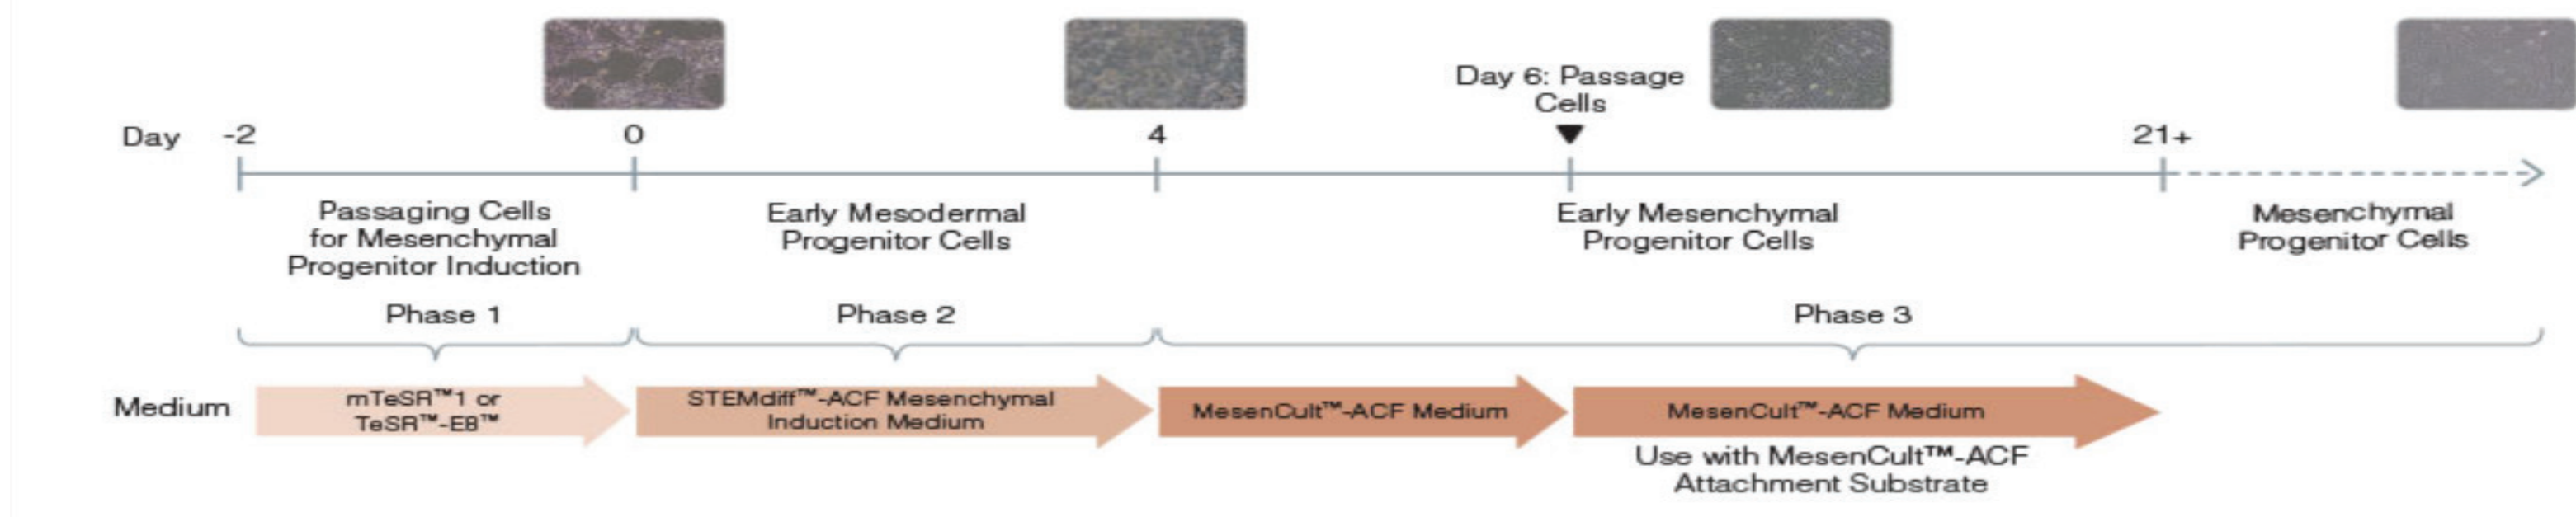 Day 6: Passage
Cells
Day -2 0 4 21+
Passaging Cells
for Mesenchymal
Progenitor Induction
Early Mesodermal
Progenitor Cells
Early Mesenchymal
Progenitor Cells
Mesenchymal
Progenitor Cells
Phase 1
Phase 2
Phase 3
Medium
mTeSR™1 or
TeSR™-E8™
STEMdiff™-ACF Mesenchymal
Induction Medium
MesenCult™-ACF Medium
MesenCult™-ACF Medium
Use with MesenCult™-ACF
Attachment Substrate